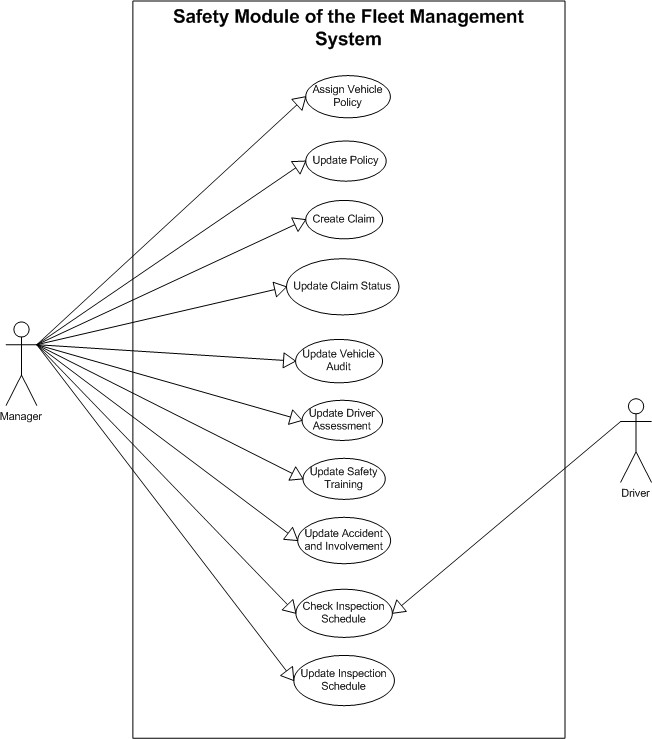 Safety Module of the Fleet Management
System
Assign Vehicle
Policy
Update Policy
Create Claim
Update Claim Status
Update Vehicle
Audit
Update Driver
Assessment
Update Safety
Training
Update Accident
and Involvement
Check Inspection
Schedule
Update Inspection
Schedule
Manager
Driver